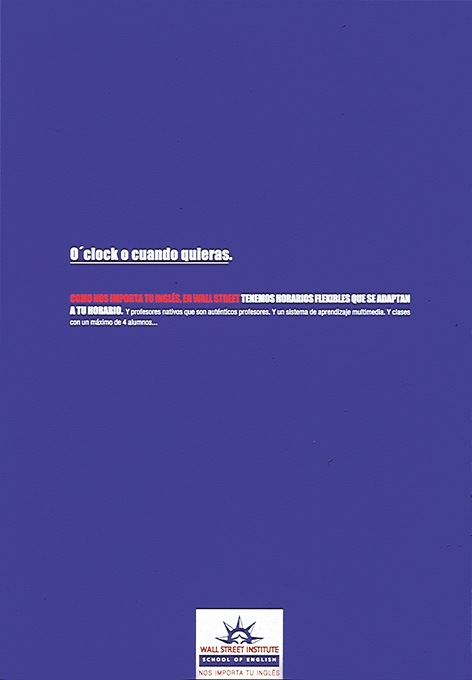 O´clock o cuando quieras.
COMO NOS IMPORTA TU INGLÉS, EN WALL STREET TENEMOS HORARIOS FLEXIBLES QUE SE ADAPTAN
A TU HORARIO. Y profesores nativos que son auténticos profesores. Y un sistema de aprendizaje multimedia. Y clases
con un máximo de 4 alumnos...
WALL STREET INSTITUTE
SCHOOL OF ENGLISH
NOS IMPORTA TU INGLÉS